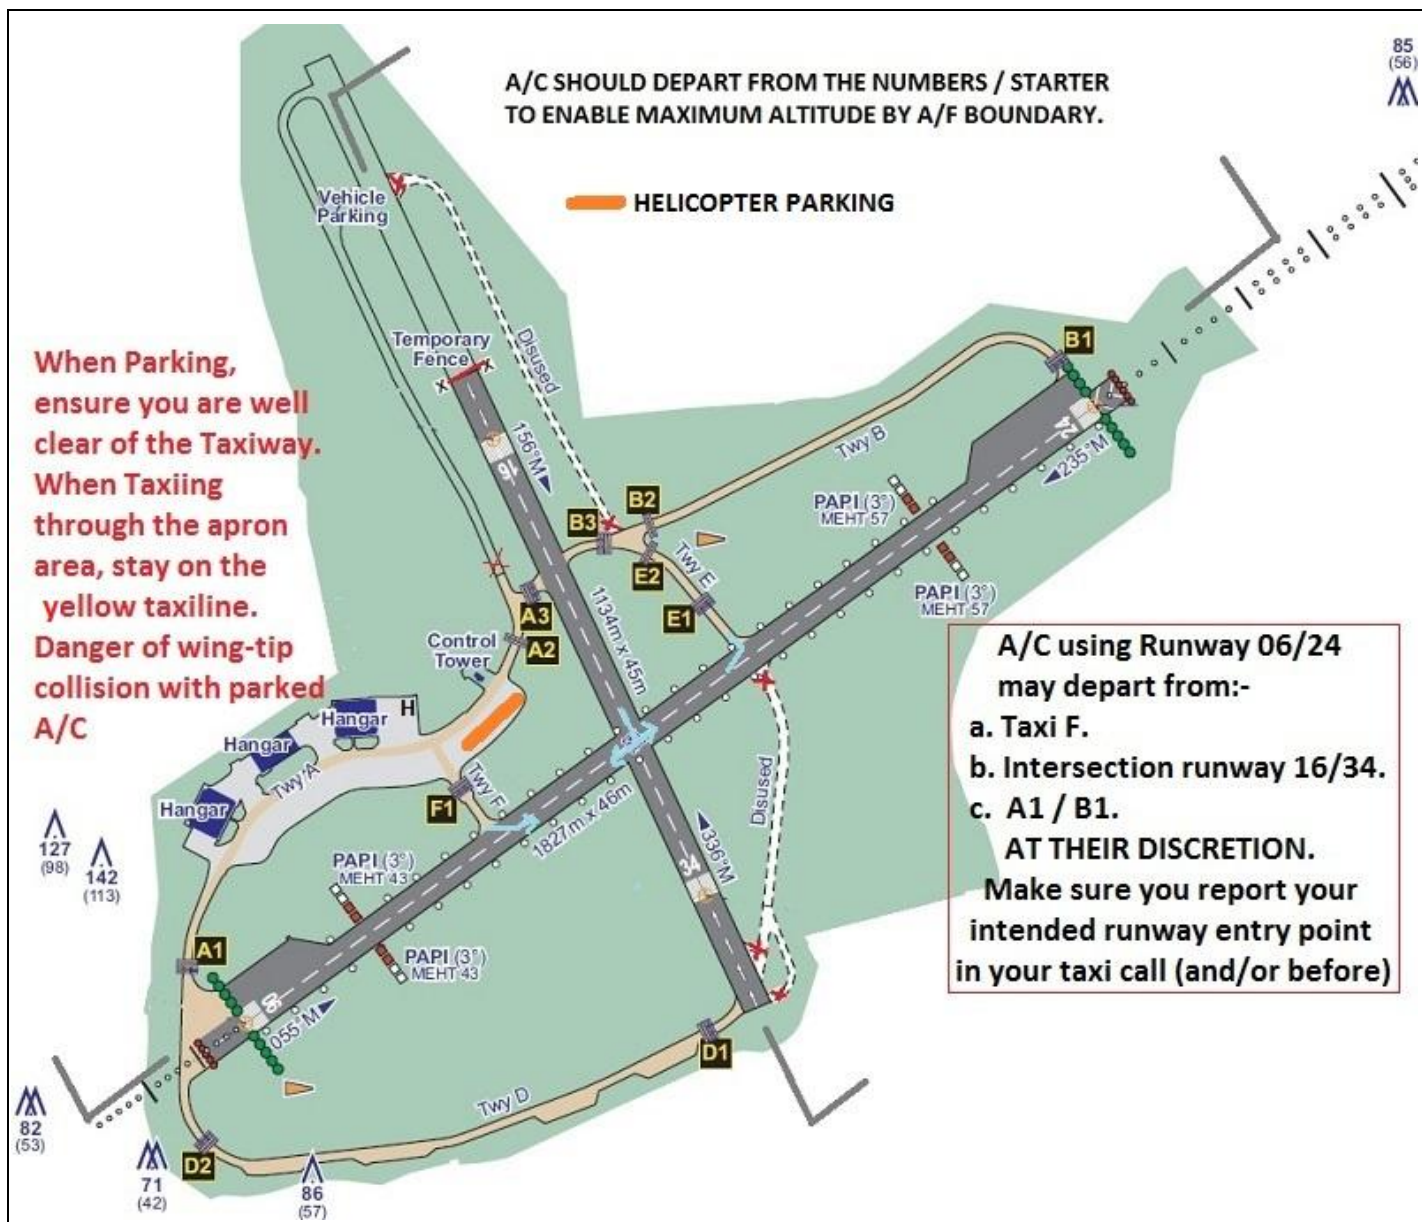 85
(56)
A/C SHOULD DEPART FROM THE NUMBERS / STARTER
TO ENABLE MAXIMUM ALTITUDE BY A/F BOUNDARY.
HELICOPTER PARKING
Vehicle
Parking
Temporary
Fence
X
X
Disused
When Parking,
ensure you are well
clear of the Taxiway.
When Taxiing
through the apron
area, stay on the
yellow taxiline.
Danger of wing-tip
collision with parked
A/C
16
156°M
B1
24
235°M
Twy B
PAPI (3°)
MEHT 57
PAPI (3°)
MEHT 57
B3
B2
E2
Twy E
E1
A3
A2
1134m x 45m
Control
Tower
H
Hangar
Hangar
Hangar
Twy A
Twy F
F1
1827m x 46m
Disused
A/C using Runway 06/24
may depart from:-
a. Taxi F.
b. Intersection runway 16/34.
c. A1 / B1.
AT THEIR DISCRETION.
Make sure you report your
intended runway entry point
in your taxi call (and/or before)
127
(98)
142
(113)
PAPI (3°)
MEHT 43
PAPI (3°)
MEHT 43
34
336°M
A1
06
055°M
D1
Twy D
D2
82
(53)
71
(42)
86
(57)